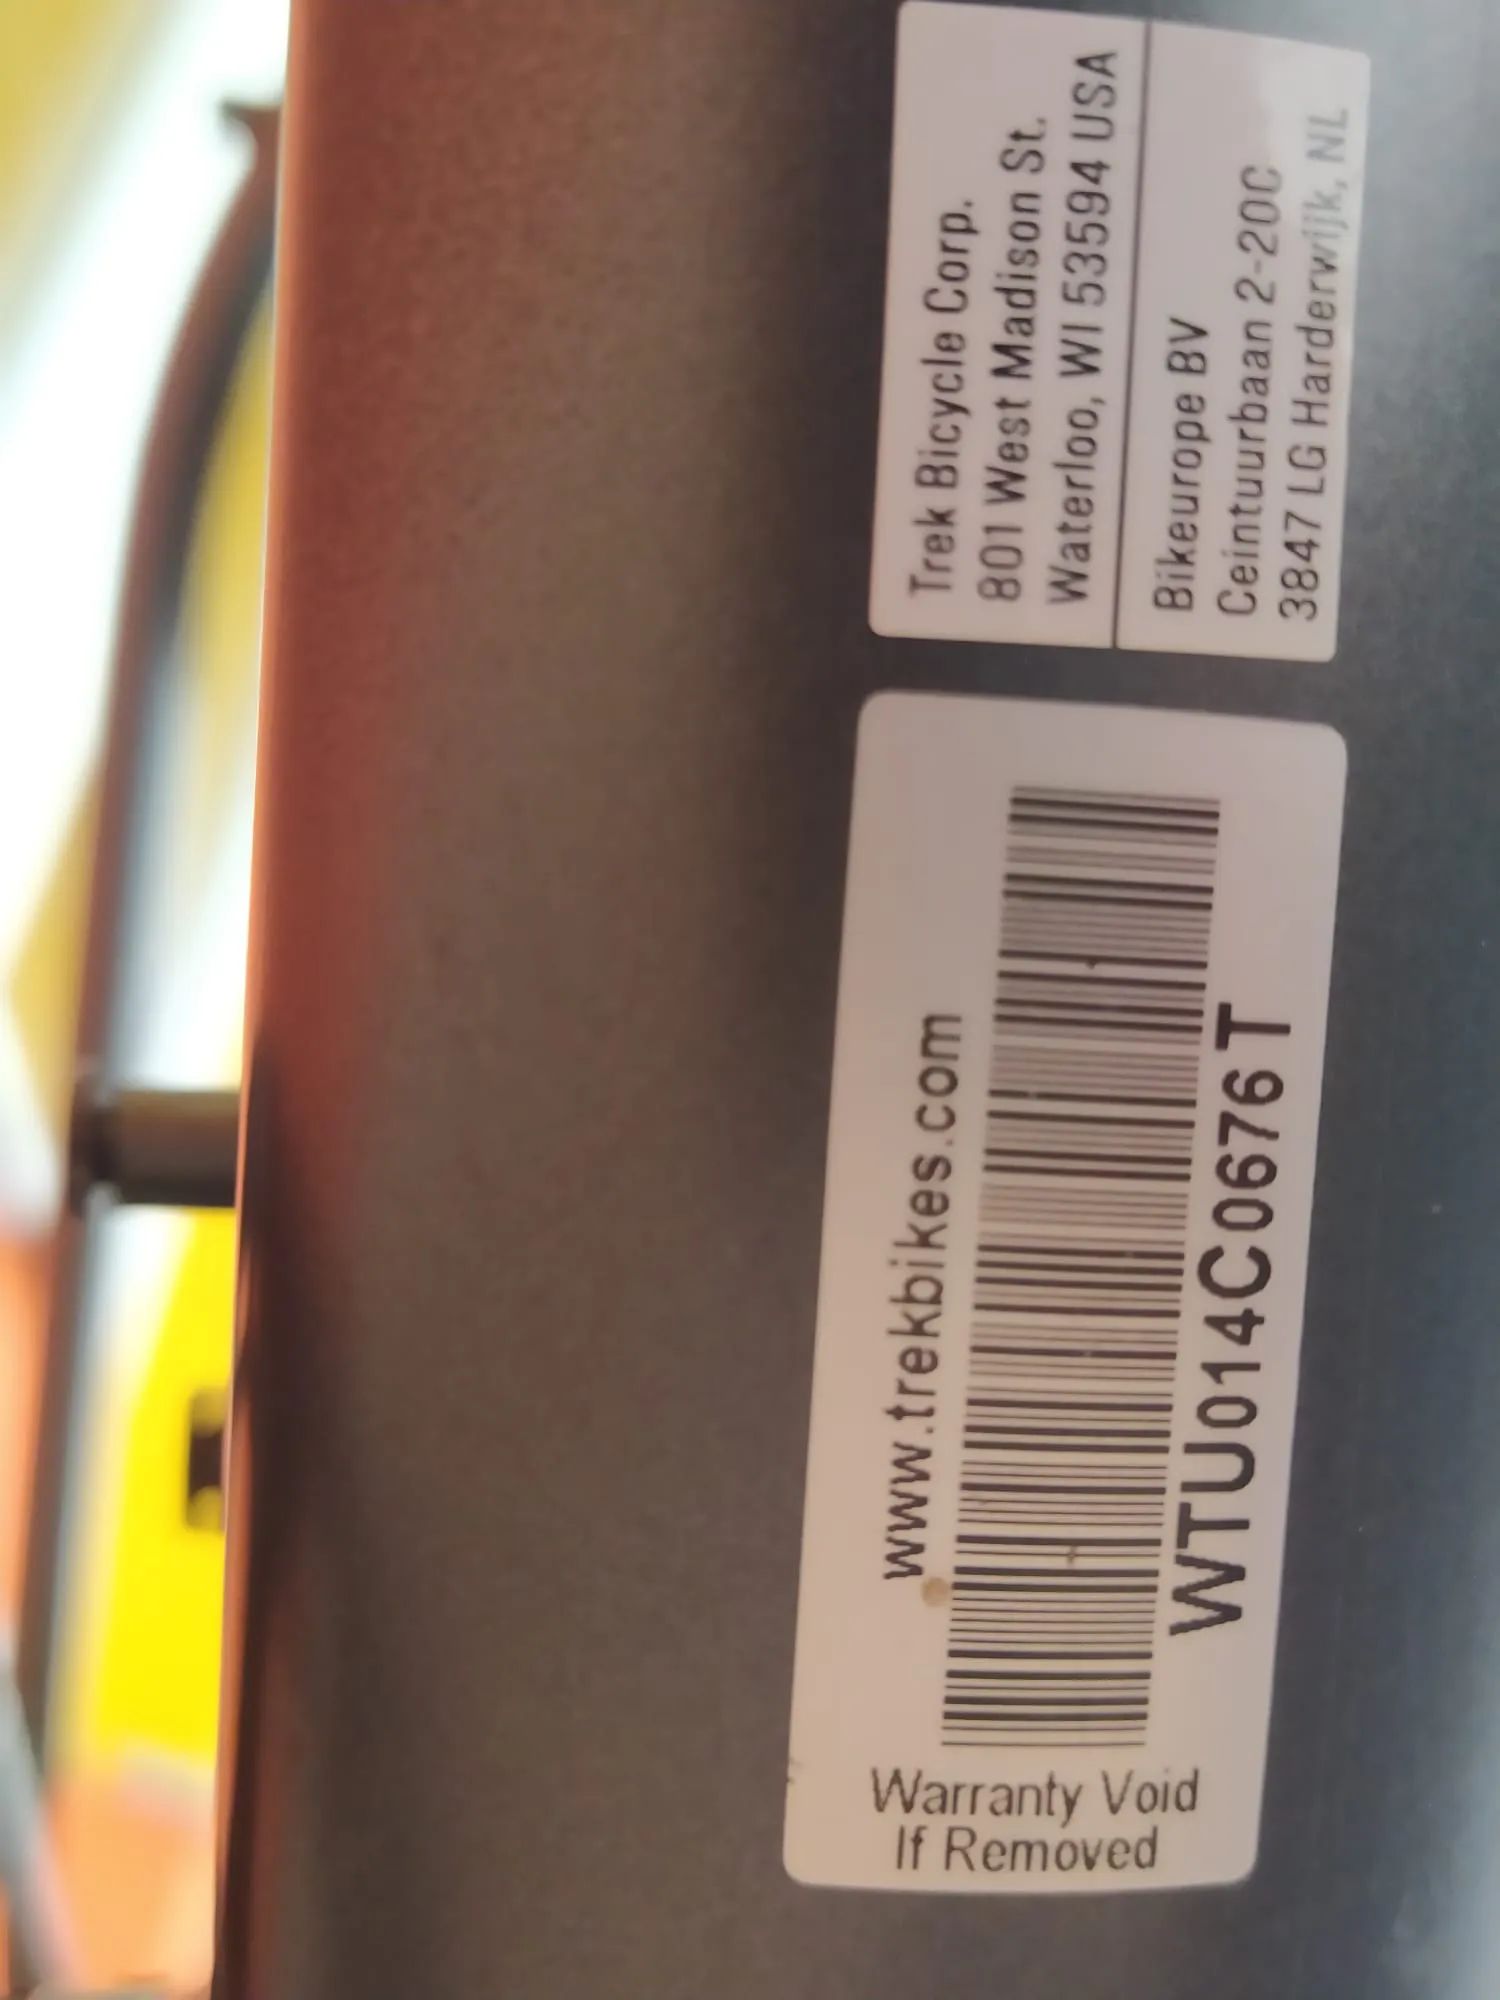 Trek Bicycle Corp.
801 West Madison St.
Waterloo, WI 53594 USA
Bikeurope BV
Ceintuurbaan 2-20C
3847 LG Harderwijk, NL
www.trekbikes.com
WTU014C0676T
Warranty Void
If Removed